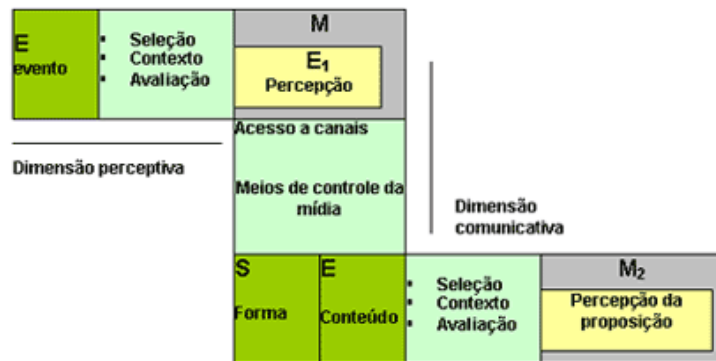 E
evento
▪ Seleção
▪ Contexto
▪ Avaliação
M
E₁
Percepção
Acesso a canais
Meios de controle da
mídia
Dimensão perceptiva
Dimensão
comunicativa
S
Forma
E
Conteúdo
▪ Seleção
▪ Contexto
▪ Avaliação
M₂
Percepção da
proposição